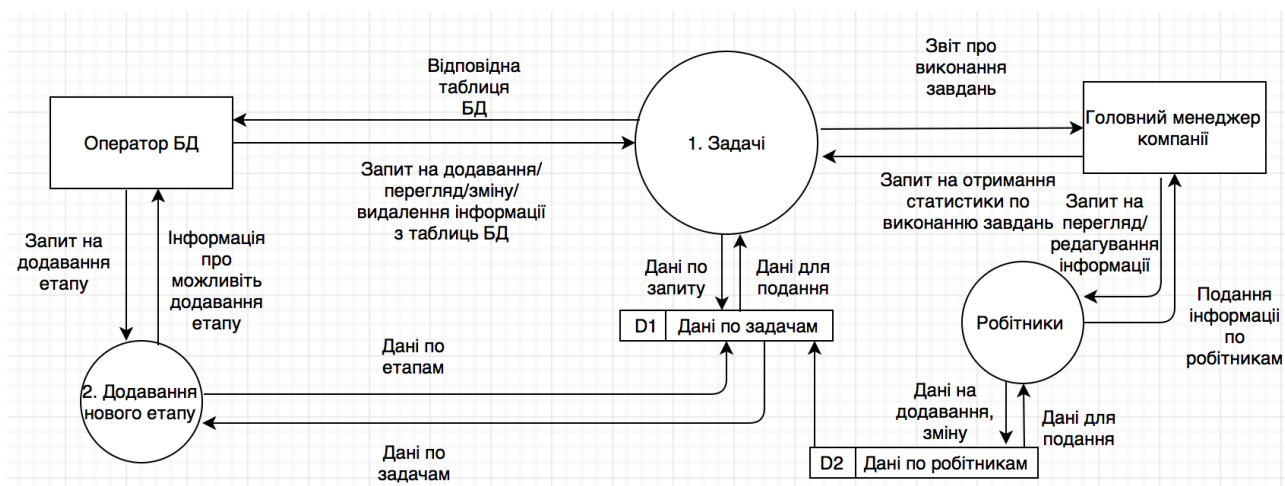 Відповідна
таблиця
БД
Звіт про
виконання
завдань
Оператор БД
1. Задачі
Головний менеджер
компанії
Запит на додавання/
перегляд/зміну/
видалення інформації
з таблиць БД
Запит на отримання
статистики по
виконанню завдань
Запит на
перегляд/
редагування
інформації
Запит на
додавання
етапу
Інформація
про
можливіть
додавання
етапу
Дані по
запиту
Дані для
подання
D1
Дані по задачам
Робітники
Подання
інформаціі
по
робітникам
Дані по
етапам
2. Додавання
нового етапу
Дані на
додавання,
зміну
Дані для
подання
Дані по
задачам
D2
Дані по робітникам